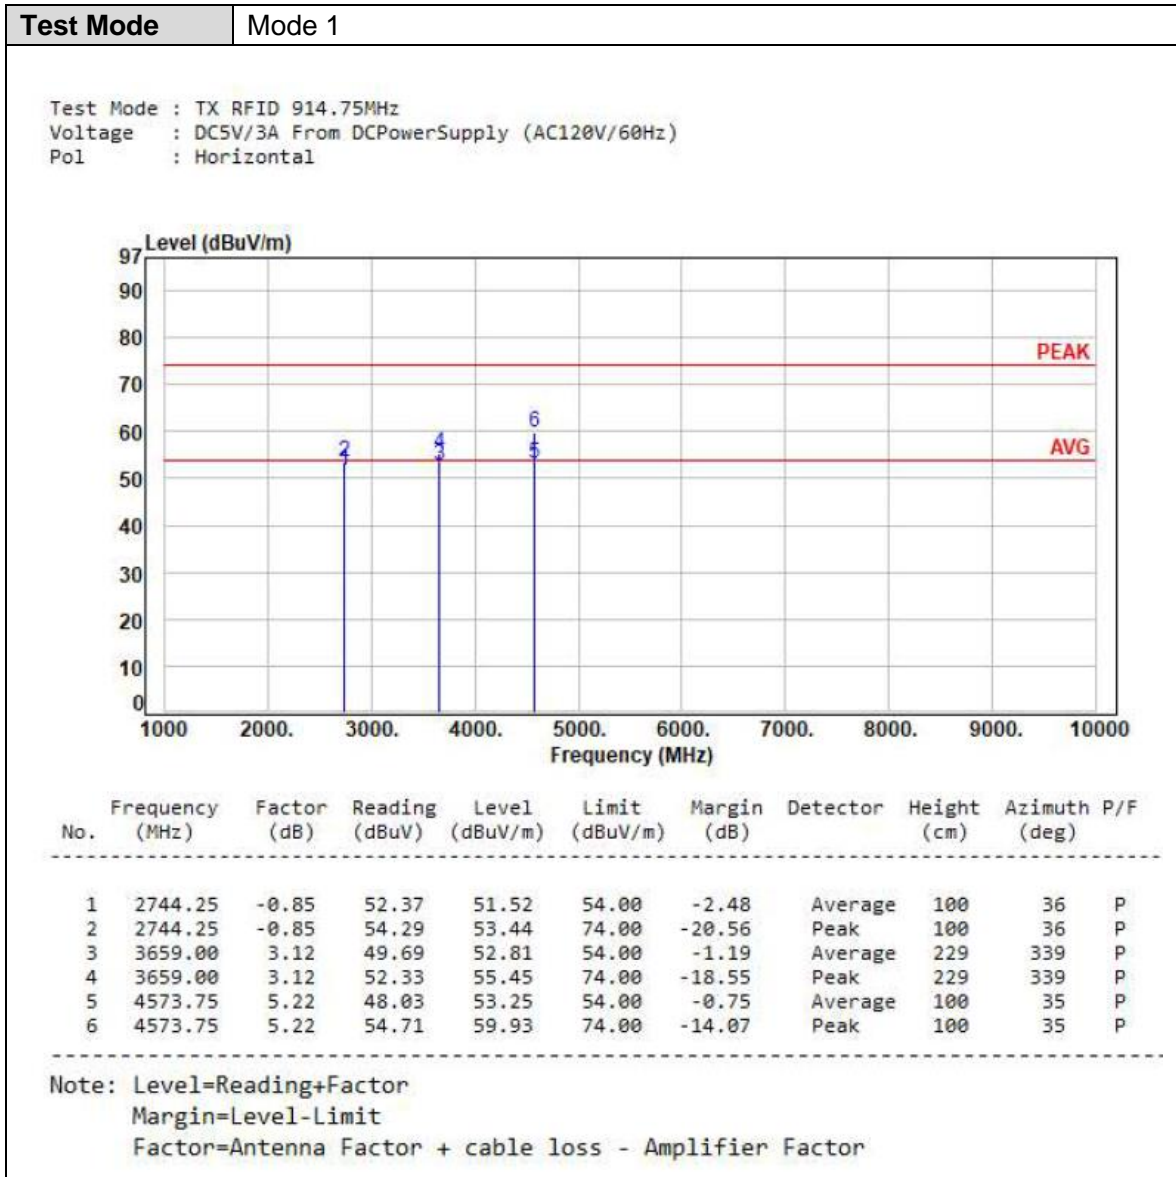 Test Mode Mode 1
Test Mode : TX RFID 914.75MHz
Voltage : DC5V/3A From DCPowerSupply (AC120V/60Hz)
Pol : Horizontal
Level (dBuV/m)
97
90
80
PEAK
70
6
60
2 4 AVG
1 3 5
50
40
30
20
10
0
1000 2000. 3000. 4000. 5000. 6000. 7000. 8000. 9000. 10000
Frequency (MHz)
Frequency Factor Reading Level Limit Margin Detector Height Azimuth P/F
No. (MHz) (dB) (dBuV) (dBuV/m) (dBuV/m) (dB) (cm) (deg)
1 2744.25 -0.85 52.37 51.52 54.00 -2.48 Average 100 36 P
2 2744.25 -0.85 54.29 53.44 74.00 -20.56 Peak 100 36 P
3 3659.00 3.12 49.69 52.81 54.00 -1.19 Average 229 339 P
4 3659.00 3.12 52.33 55.45 74.00 -18.55 Peak 229 339 P
5 4573.75 5.22 48.03 53.25 54.00 -0.75 Average 100 35 P
6 4573.75 5.22 54.71 59.93 74.00 -14.07 Peak 100 35 P
Note: Level=Reading+Factor
Margin=Level-Limit
Factor=Antenna Factor + cable loss - Amplifier Factor